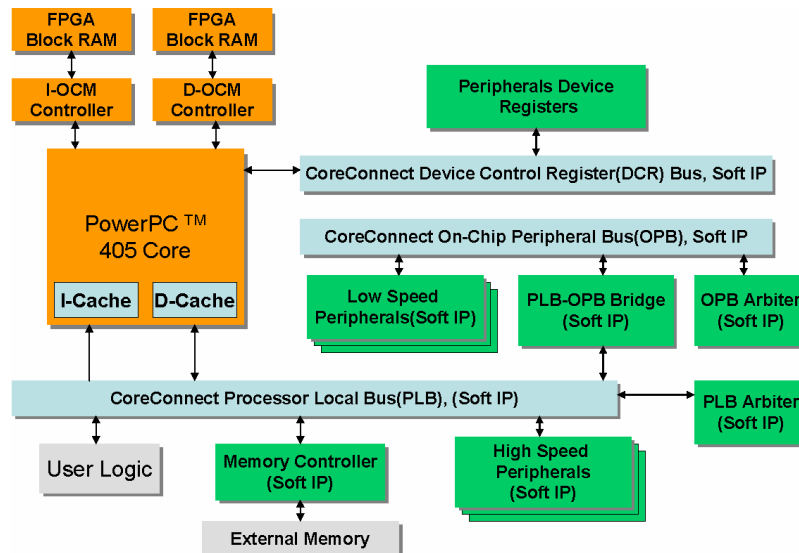 FPGA
Block RAM
FPGA
Block RAM
I-OCM
Controller
D-OCM
Controller
Peripherals Device
Registers
CoreConnect Device Control Register(DCR) Bus, Soft IP
PowerPC TM
405 Core
I-Cache
D-Cache
CoreConnect On-Chip Peripheral Bus(OPB), Soft IP
Low Speed
Peripherals(Soft IP)
PLB-OPB Bridge
(Soft IP)
OPB Arbiter
(Soft IP)
CoreConnect Processor Local Bus(PLB), (Soft IP)
PLB Arbiter
(Soft IP)
User Logic
Memory Controller
(Soft IP)
High Speed
Peripherals
(Soft IP)
External Memory